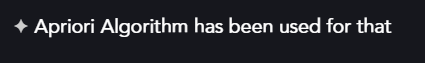 ✦ Apriori Algorithm has been used for that